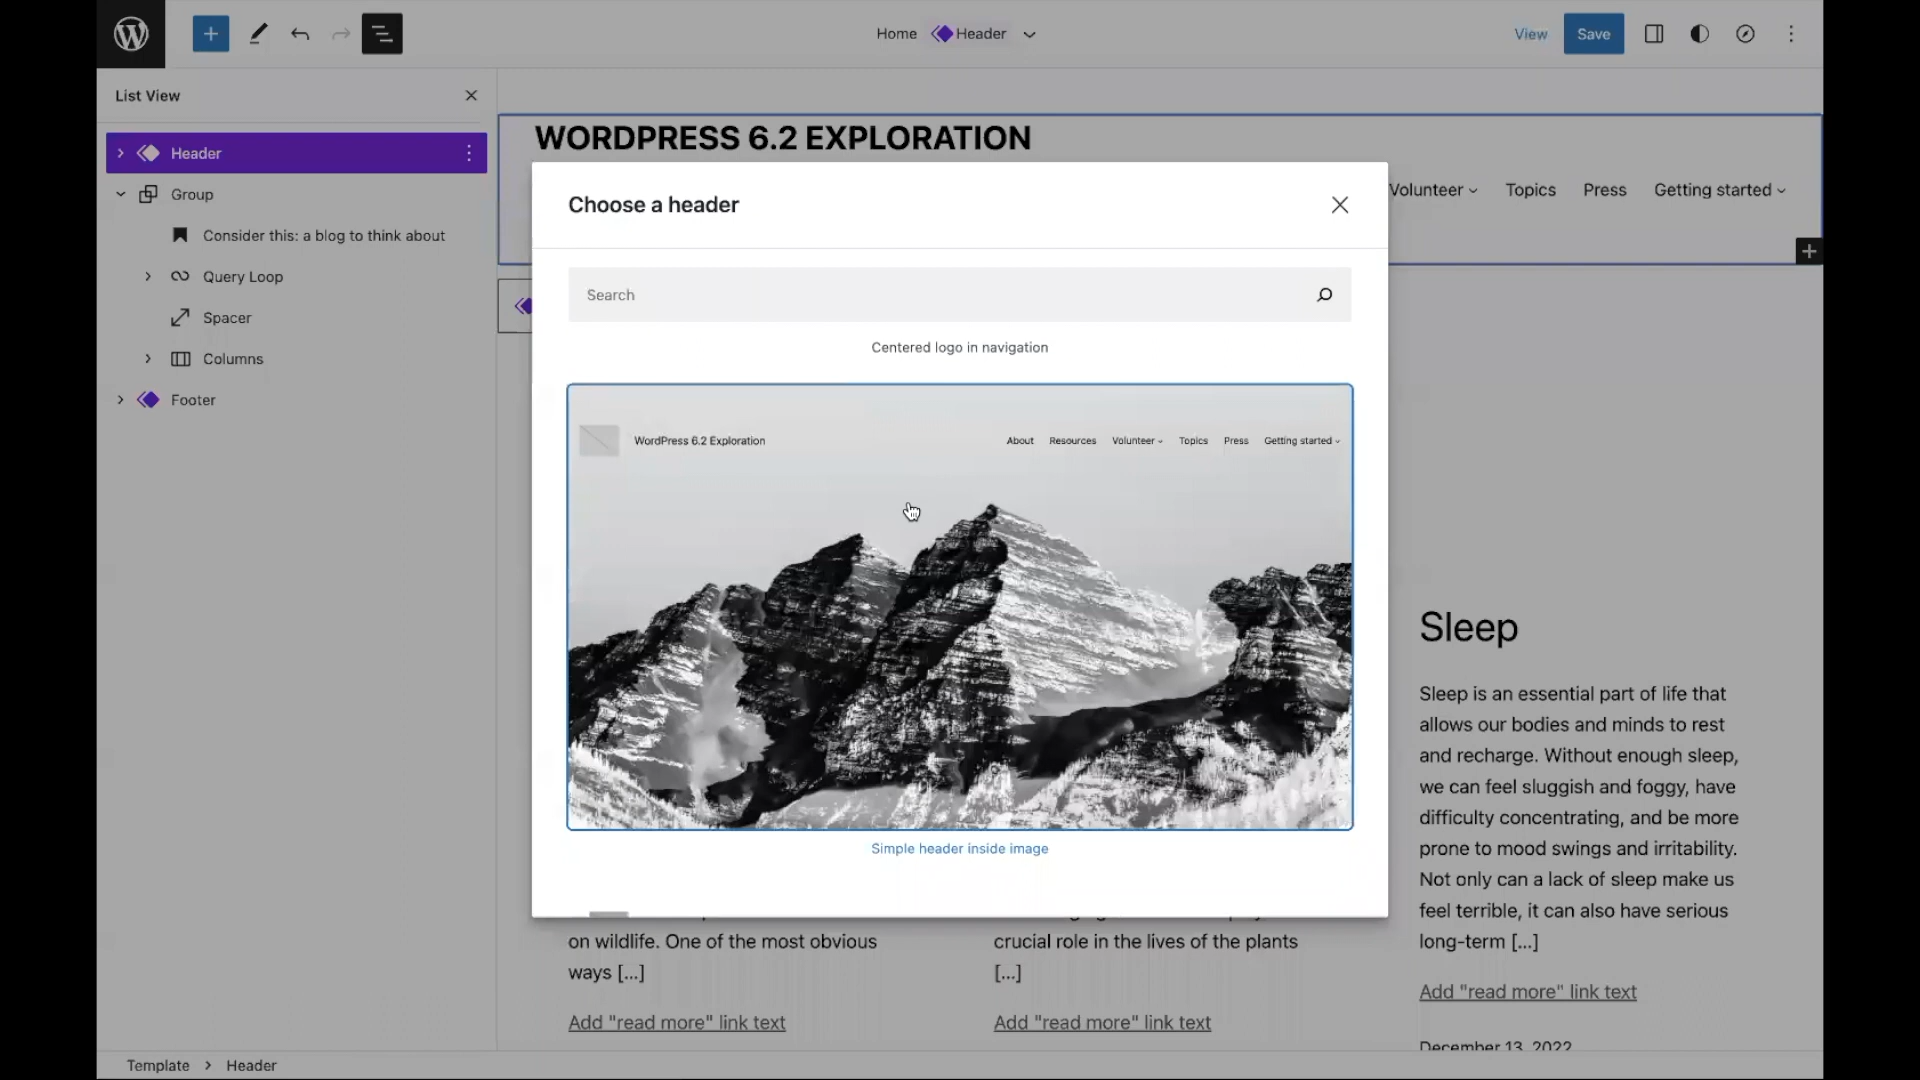 Home Header
View Save
List View
Header
Group
Consider this: a blog to think about
Query Loop
Spacer
Columns
Footer
WORDPRESS 6.2 EXPLORATION
Volunteer Topics Press Getting started
Choose a header
Search
Centered logo in navigation
WordPress 6.2 Exploration About Resources Volunteer Topics Press Getting started
Simple header inside image
on wildlife. One of the most obvious
ways [...]
Add "read more" link text
crucial role in the lives of the plants
[...]
Add "read more" link text
Sleep
Sleep is an essential part of life that
allows our bodies and minds to rest
and recharge. Without enough sleep,
we can feel sluggish and foggy, have
difficulty concentrating, and be more
prone to mood swings and irritability.
Not only can a lack of sleep make us
feel terrible, it can also have serious
long-term [...]
Add "read more" link text
December 13, 2022
Template > Header